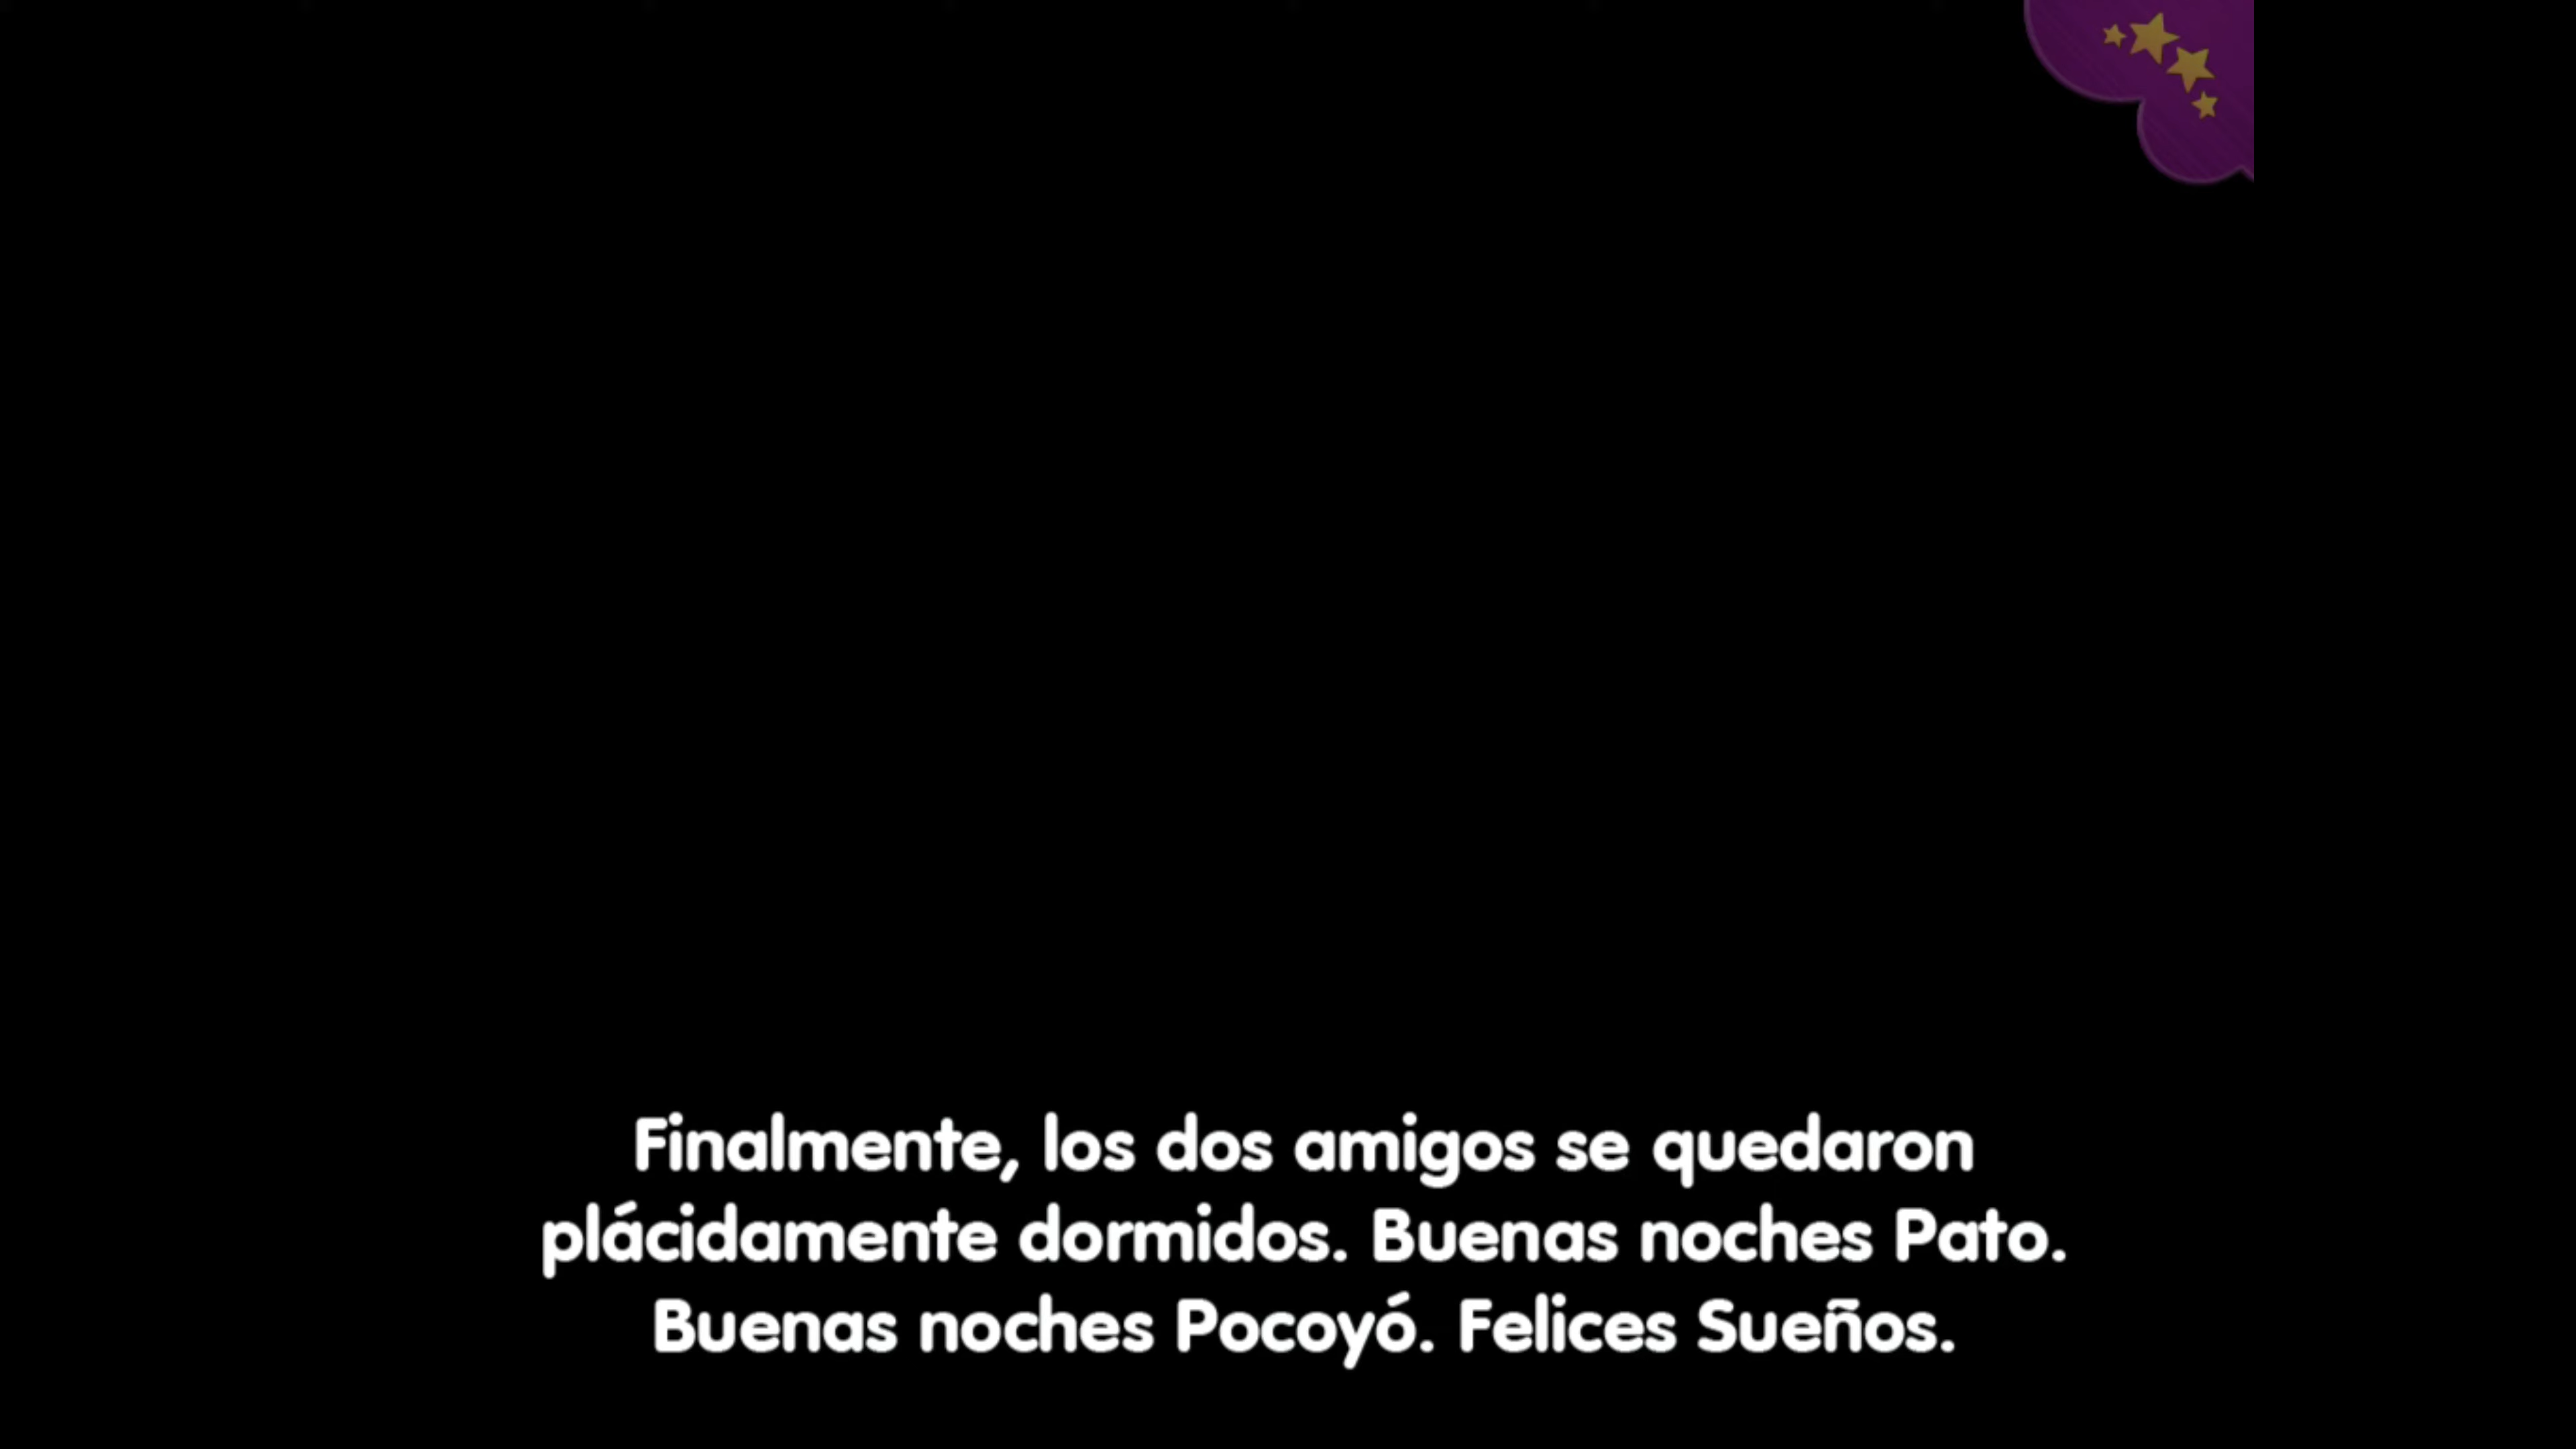 Finalmente, los dos amigos se quedaron
plácidamente dormidos. Buenas noches Pato.
Buenas noches Pocoyó. Felices Sueños.